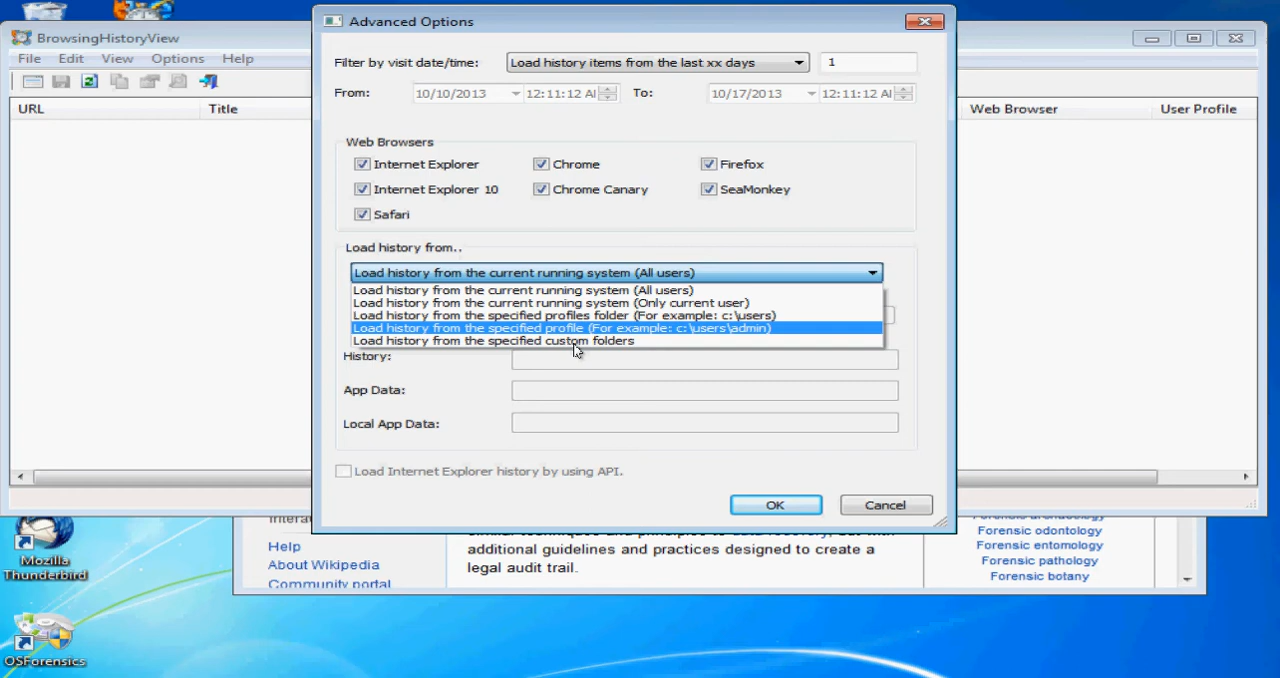 BrowsingHistoryView
File Edit View Options Help
URL Title Web Browser User Profile
Advanced Options
Filter by visit date/time: Load history items from the last xx days 1
From: 10/10/2013 12:11:12 AI To: 10/17/2013 12:11:12 AI
Web Browsers
Internet Explorer Chrome Firefox
Internet Explorer 10 Chrome Canary SeaMonkey
Safari
Load history from..
Load history from the current running system (All users)
Load history from the current running system (All users)
Load history from the current running system (Only current user)
Load history from the specified profiles folder (For example: c:\users)
Load history from the specified profile (For example: c:\users\admin)
Load history from the specified custom folders
History:
App Data:
Local App Data:
Load Internet Explorer history by using API.
OK Cancel
Help
About Wikipedia
Community portal
additional guidelines and practices designed to create a
legal audit trail.
Forensic odontology
Forensic entomology
Forensic pathology
Forensic botany
Mozilla
Thunderbird
OSForensics